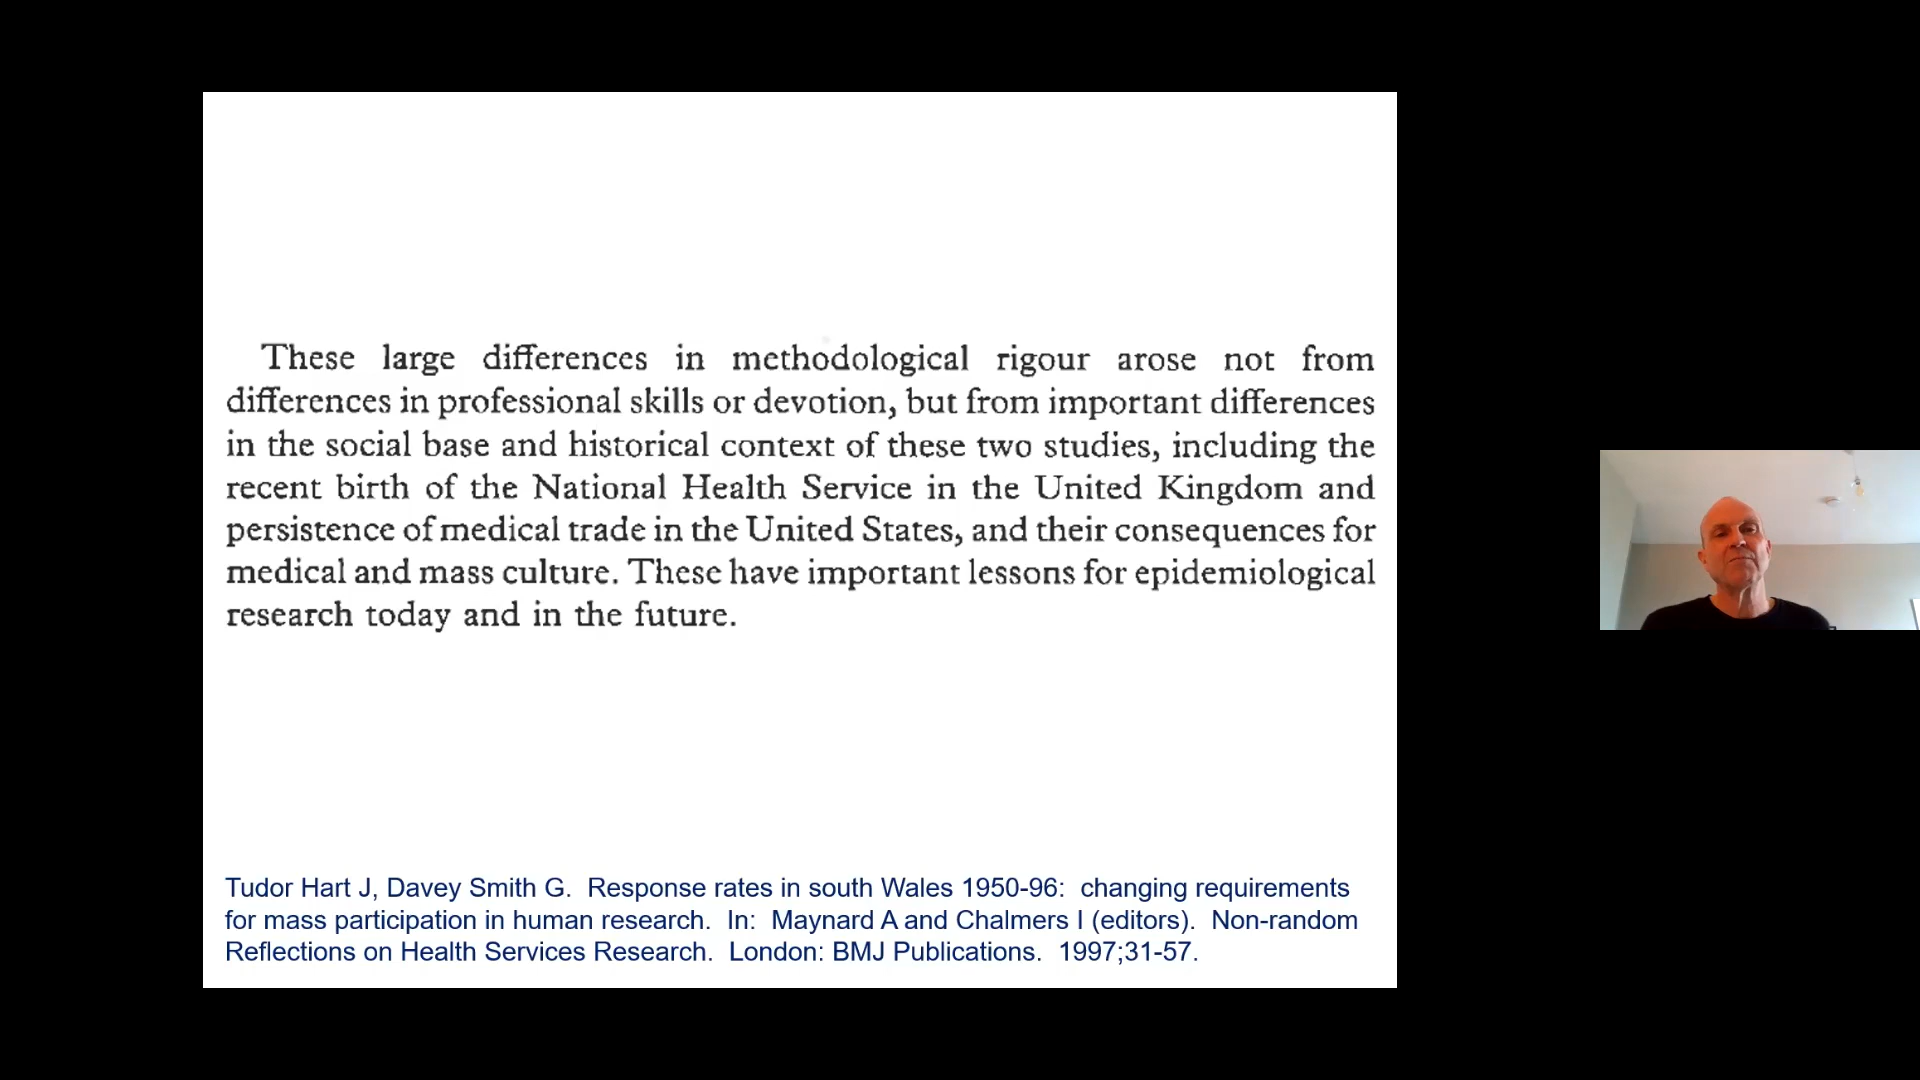 These large differences in methodological rigour arose not from
differences in professional skills or devotion, but from important differences
in the social base and historical context of these two studies, including the
recent birth of the National Health Service in the United Kingdom and
persistence of medical trade in the United States, and their consequences for
medical and mass culture. These have important lessons for epidemiological
research today and in the future.
Tudor Hart J, Davey Smith G.  Response rates in south Wales 1950-96:  changing requirements
for mass participation in human research.  In:  Maynard A and Chalmers I (editors).  Non-random
Reflections on Health Services Research.  London: BMJ Publications.  1997;31-57.